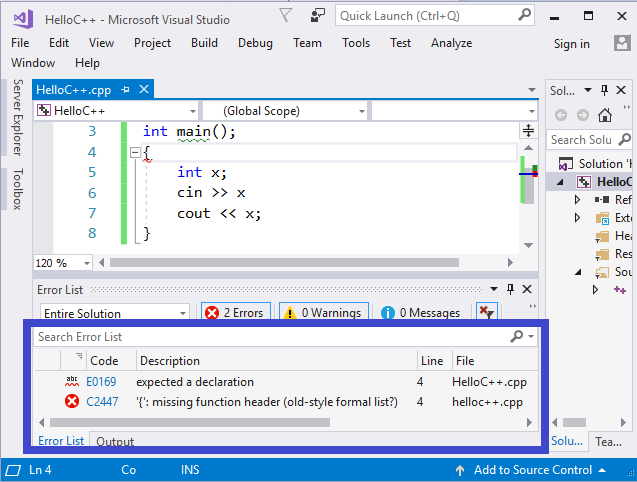 HelloC++ - Microsoft Visual Studio
Quick Launch (Ctrl+Q)
File Edit View Project Build Debug Team
Tools Test Analyze
Sign in
Window Help
Server Explorer
Toolbox
HelloC++.cpp
HelloC++
(Global Scope)
3 int main();
4 {
5 int x;
6 cin >> x
7 cout << x;
8 }
120 %
Sol...
Search Solu
Solution 'H
HelloC
Ref
Exte
Hea
Res
Sou
++
Error List
Entire Solution
2 Errors
0 Warnings
0 Messages
Search Error List
Code Description Line File
abc E0169 expected a declaration 4 HelloC++.cpp
C2447 '{': missing function header (old-style formal list?) 4 helloc++.cpp
Error List Output
Solu... Tea...
Ln 4 Co INS
Add to Source Control